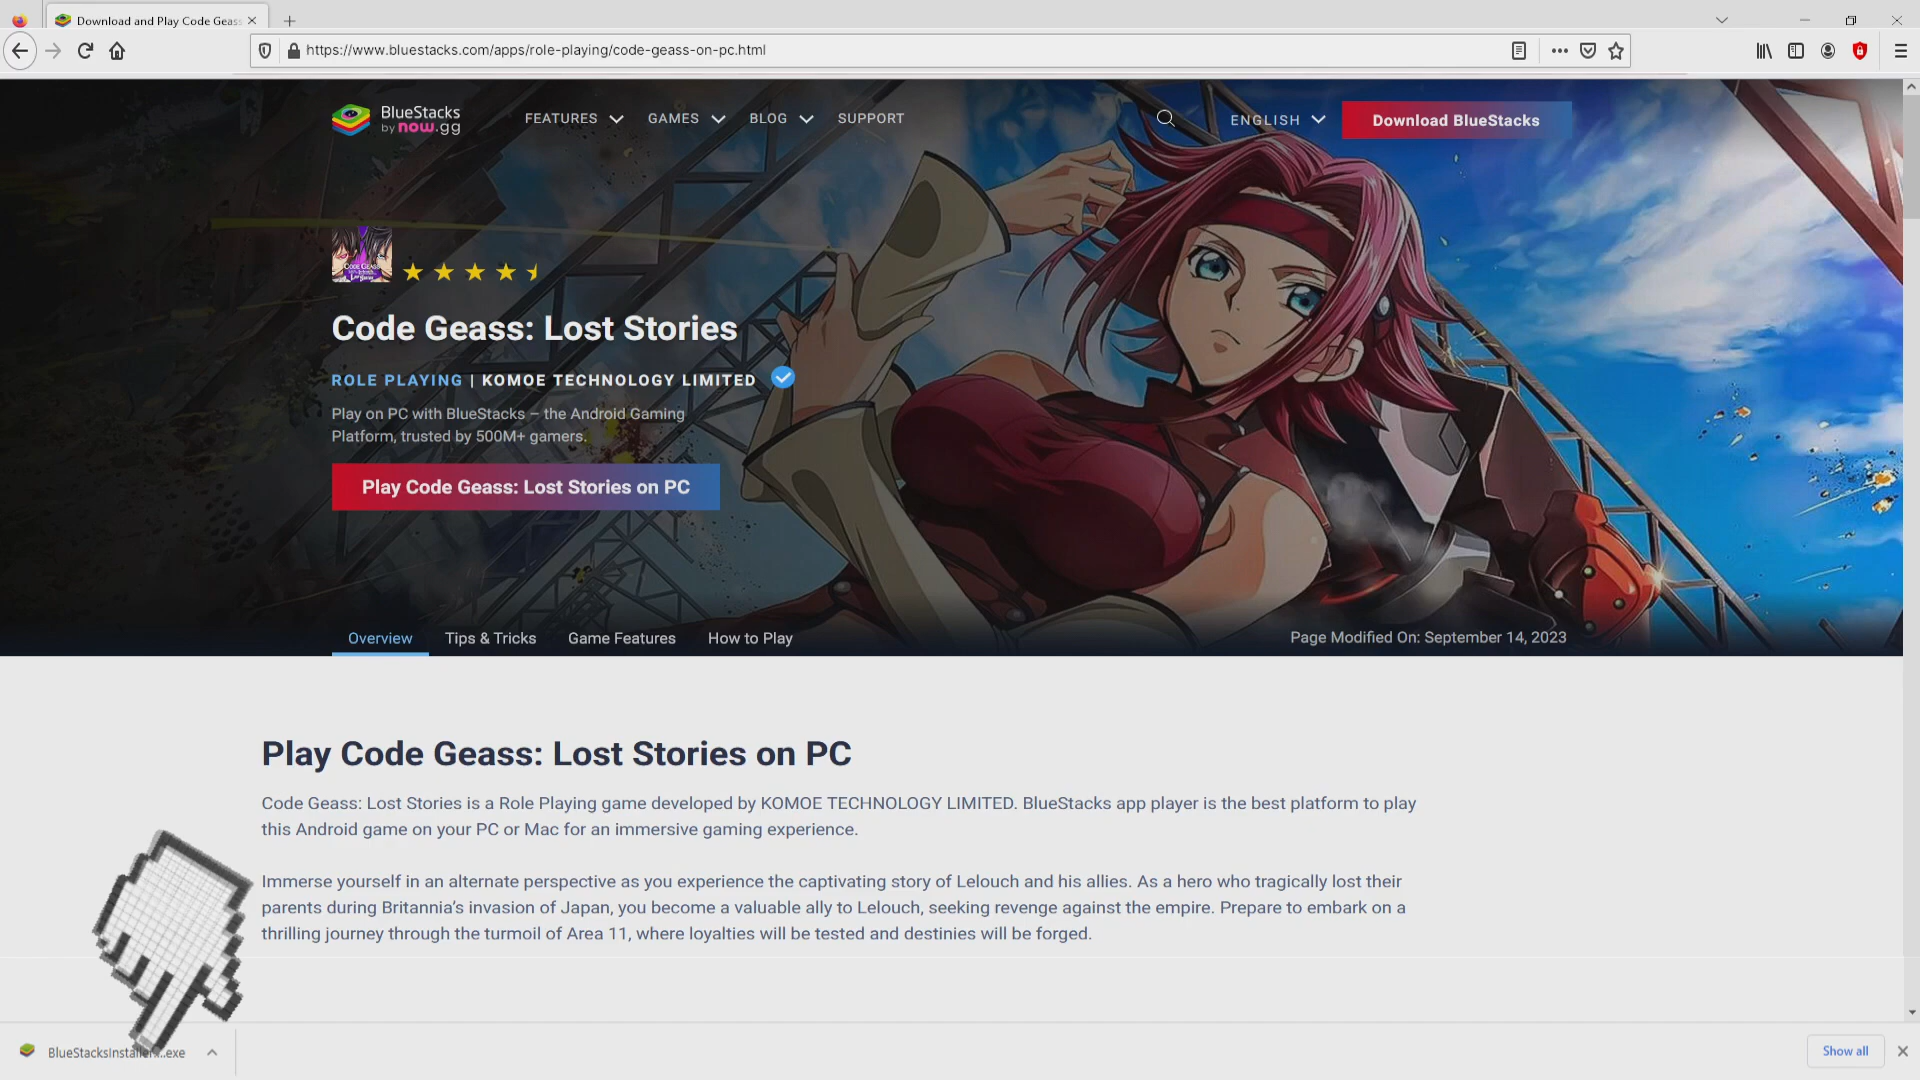 Download and Play Code Geass
https://www.bluestacks.com/apps/role-playing/code-geass-on-pc.html
BlueStacks
by now.gg
FEATURES
GAMES
BLOG
SUPPORT
ENGLISH
Download BlueStacks
CODE GEASS
Lost Stories
Code Geass: Lost Stories
ROLE PLAYING | KOMOE TECHNOLOGY LIMITED
Play on PC with BlueStacks – the Android Gaming
Platform, trusted by 500M+ gamers.
Play Code Geass: Lost Stories on PC
Overview
Tips & Tricks
Game Features
How to Play
Page Modified On: September 14, 2023
Play Code Geass: Lost Stories on PC
Code Geass: Lost Stories is a Role Playing game developed by KOMOE TECHNOLOGY LIMITED. BlueStacks app player is the best platform to play
this Android game on your PC or Mac for an immersive gaming experience.
Immerse yourself in an alternate perspective as you experience the captivating story of Lelouch and his allies. As a hero who tragically lost their
parents during Britannia’s invasion of Japan, you become a valuable ally to Lelouch, seeking revenge against the empire. Prepare to embark on a
thrilling journey through the turmoil of Area 11, where loyalties will be tested and destinies will be forged.
BlueStacksInstaller...exe
Show all